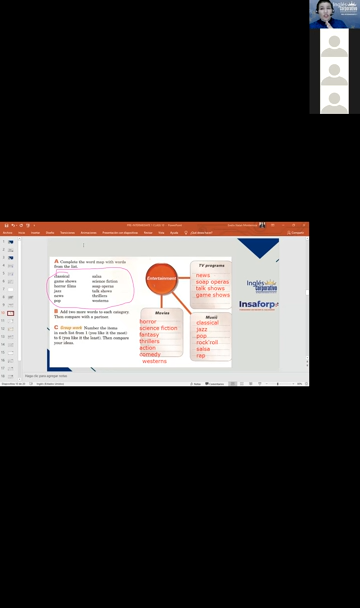 A Complete the word map with words
from the list.
classical
game shows
horror films
jazz
news
pop
salsa
science fiction
soap operas
talk shows
thrillers
westerns
B Add two more words to each category.
Then compare with a partner.
C Group work Number the items
in each list from 1 (you like it the most)
to 6 (you like it the least). Then compare
your ideas.
Entertainment
TV programs
news
soap operas
talk shows
game shows
Movies
horror
science fiction
fantasy
thrillers
action
comedy
westerns
Music
classical
jazz
pop
rock'roll
salsa
rap
Inglés
Corporativo
Insaforp